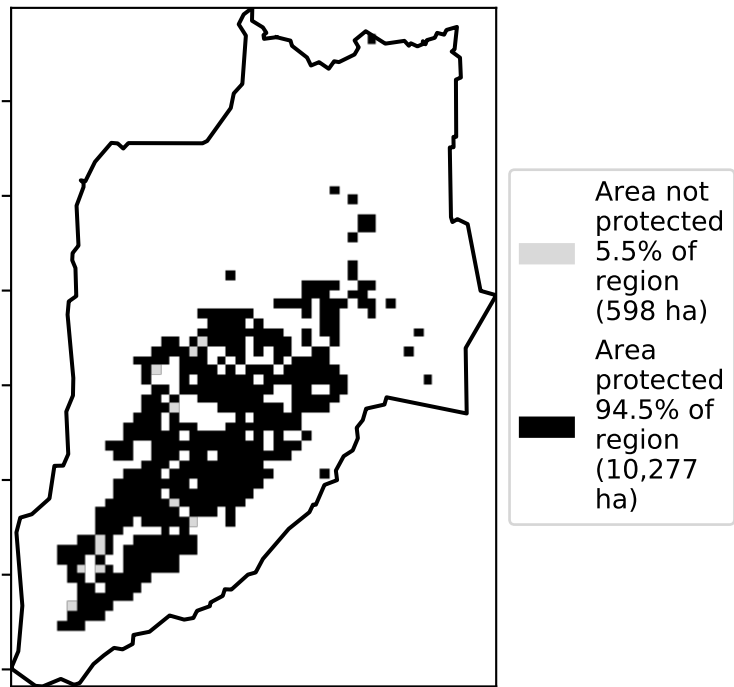 Area not
protected
5.5% of
region
(598 ha)
Area
protected
94.5% of
region
(10,277
ha)